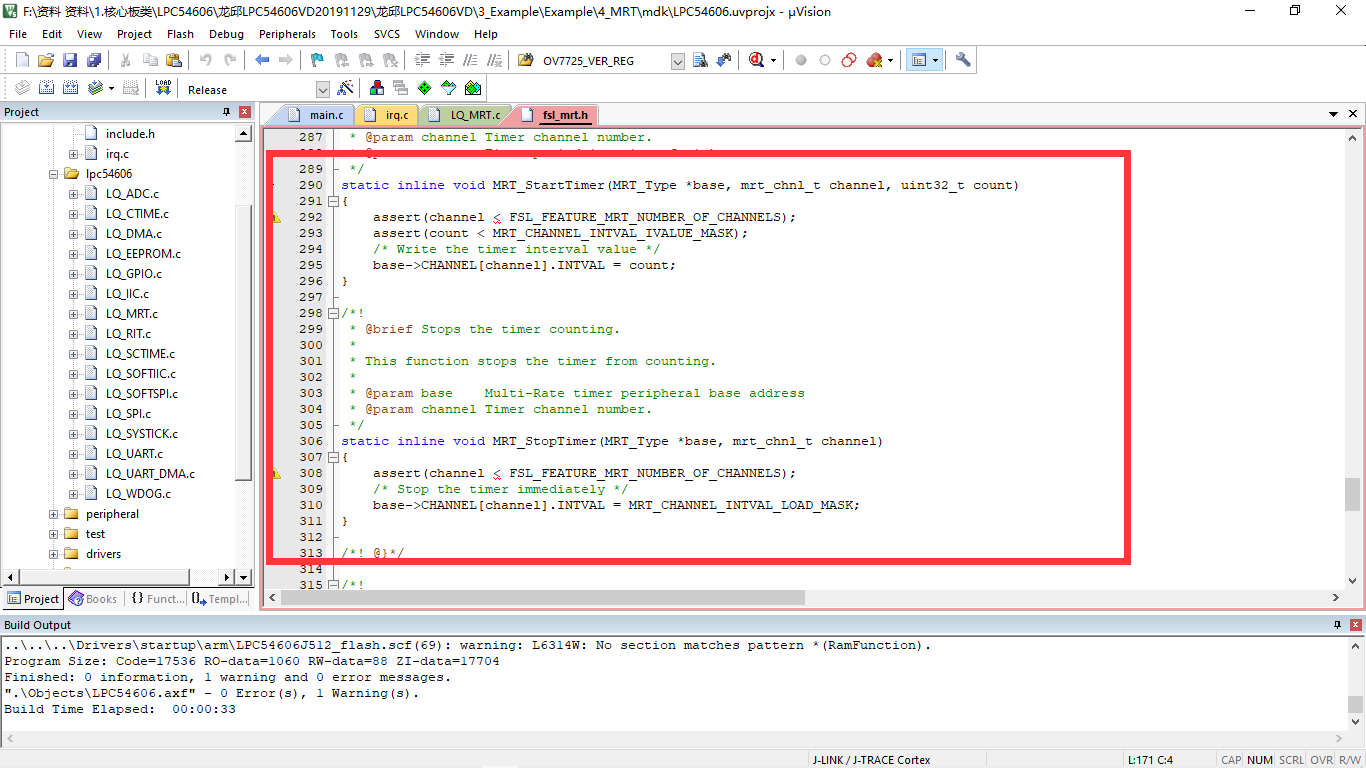 F:\资料 资料\1.核心板类\LPC54606\龙邱LPC54606VD20191129\龙邱LPC54606VD\3_Example\Example\4_MRT\mdk\LPC54606.uvprojx - µVision
File Edit View Project Flash Debug Peripherals Tools SVCS Window Help
OV7725_VER_REG
LOAD Release
Project
main.c irq.c LQ_MRT.c fsl_mrt.h
include.h
irq.c
lpc54606
LQ_ADC.c
LQ_CTIME.c
LQ_DMA.c
LQ_EEPROM.c
LQ_GPIO.c
LQ_IIC.c
LQ_MRT.c
LQ_RIT.c
LQ_SCTIME.c
LQ_SOFTIIC.c
LQ_SOFTSPI.c
LQ_SPI.c
LQ_SYSTICK.c
LQ_UART.c
LQ_UART_DMA.c
LQ_WDOG.c
peripheral
test
drivers
Project Books {} Funct... Templ...
287 * @param channel Timer channel number.
289 */
290 static inline void MRT_StartTimer(MRT_Type *base, mrt_chnl_t channel, uint32_t count)
291 {
292 assert(channel < FSL_FEATURE_MRT_NUMBER_OF_CHANNELS);
293 assert(count < MRT_CHANNEL_INTVAL_IVALUE_MASK);
294 /* Write the timer interval value */
295 base->CHANNEL[channel].INTVAL = count;
296 }
297
298 /*!
299 * @brief Stops the timer counting.
300 *
301 * This function stops the timer from counting.
302 *
303 * @param base Multi-Rate timer peripheral base address
304 * @param channel Timer channel number.
305 */
306 static inline void MRT_StopTimer(MRT_Type *base, mrt_chnl_t channel)
307 {
308 assert(channel < FSL_FEATURE_MRT_NUMBER_OF_CHANNELS);
309 /* Stop the timer immediately */
310 base->CHANNEL[channel].INTVAL = MRT_CHANNEL_INTVAL_LOAD_MASK;
311 }
312
313 /*! @}*/
314
315 /*!
Build Output
..\..\..\Drivers\startup\arm\LPC54606J512_flash.scf(69): warning: L6314W: No section matches pattern *(RamFunction).
Program Size: Code=17536 RO-data=1060 RW-data=88 ZI-data=17704
Finished: 0 information, 1 warning and 0 error messages.
".\Objects\LPC54606.axf" - 0 Error(s), 1 Warning(s).
Build Time Elapsed: 00:00:33
J-LINK / J-TRACE Cortex L:171 C:4 CAP NUM SCRL OVR R/W